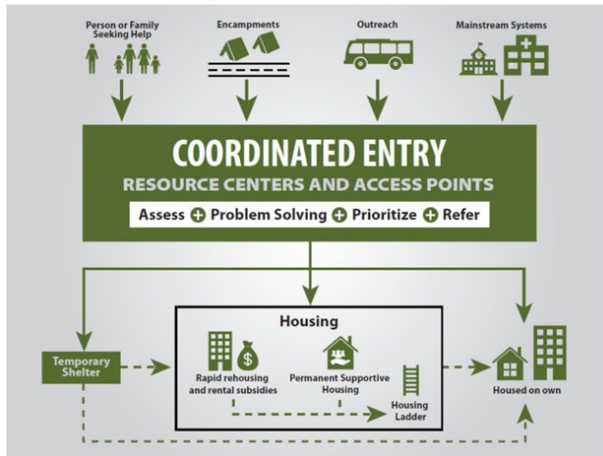 Person or Family
Seeking Help
Encampments
Outreach
Mainstream Systems
COORDINATED ENTRY
RESOURCE CENTERS AND ACCESS POINTS
Assess + Problem Solving + Prioritize + Refer
Housing
Temporary
Shelter
$
Rapid rehousing
and rental subsidies
Permanent Supportive
Housing
Housing
Ladder
Housed on own